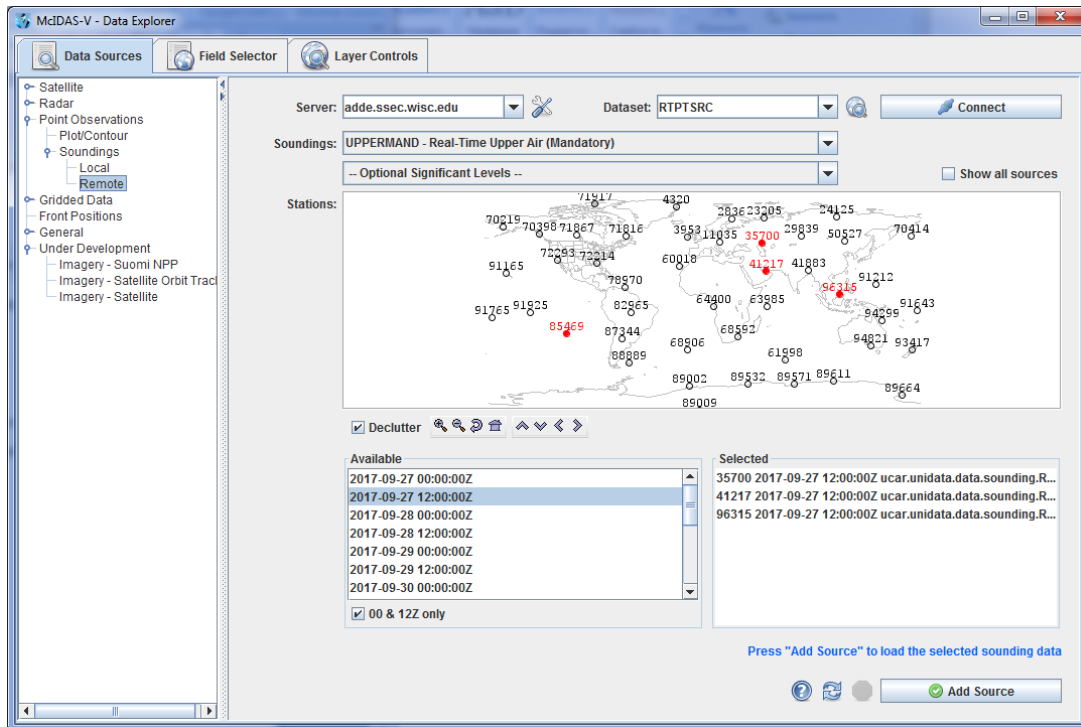 McIDAS-V - Data Explorer
Data Sources
Field Selector
Layer Controls
Satellite
Radar
Point Observations
Plot/Contour
Soundings
Local
Remote
Gridded Data
Front Positions
General
Under Development
Imagery - Suomi NPP
Imagery - Satellite Orbit Tracl
Imagery - Satellite
Server: adde.ssec.wisc.edu Dataset: RTPTSRC Connect
Soundings: UPPERMAND - Real-Time Upper Air (Mandatory)
-- Optional Significant Levels -- Show all sources
Stations:
71917 4320 23205 24125
70219 70398 71867 71816 3953 11035 35700 29839 50527 70414
91165 72293 72214 60018 41217 41883 91212
78970 96315
91765 91925 82965 64400 63985 91643
85469 87344 68592 94299
88889 68906 61998 94821 93417
89002 89532 89571 89611 89664
89009
Declutter
Available
2017-09-27 00:00:00Z
2017-09-27 12:00:00Z
2017-09-28 00:00:00Z
2017-09-28 12:00:00Z
2017-09-29 00:00:00Z
2017-09-29 12:00:00Z
2017-09-30 00:00:00Z
00 & 12Z only
Selected
35700 2017-09-27 12:00:00Z ucar.unidata.data.sounding.R...
41217 2017-09-27 12:00:00Z ucar.unidata.data.sounding.R...
96315 2017-09-27 12:00:00Z ucar.unidata.data.sounding.R...
Press "Add Source" to load the selected sounding data
Add Source